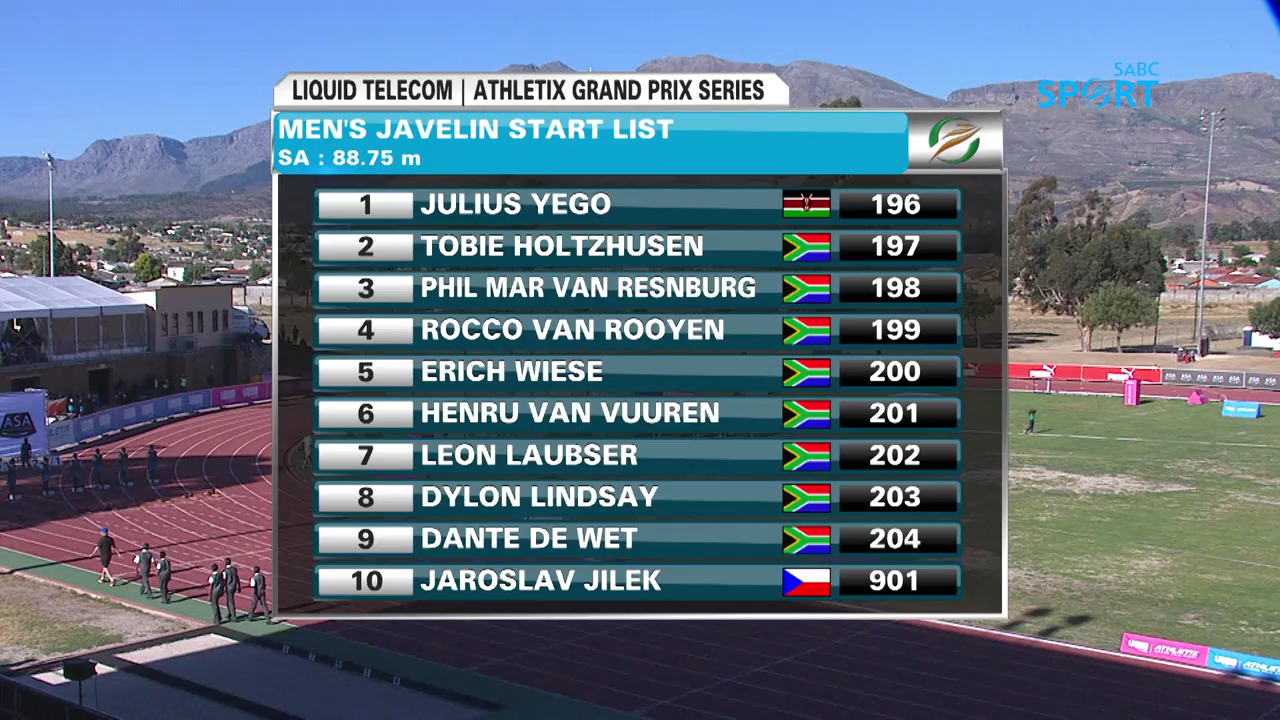 SABC
SPORT
LIQUID TELECOM | ATHLETIX GRAND PRIX SERIES
MEN'S JAVELIN START LIST
SA : 88.75 m
1 JULIUS YEGO 196
2 TOBIE HOLTZHUSEN 197
3 PHIL MAR VAN RESNBURG 198
4 ROCCO VAN ROOYEN 199
5 ERICH WIESE 200
6 HENRU VAN VUUREN 201
7 LEON LAUBSER 202
8 DYLON LINDSAY 203
9 DANTE DE WET 204
10 JAROSLAV JILEK 901
ASA